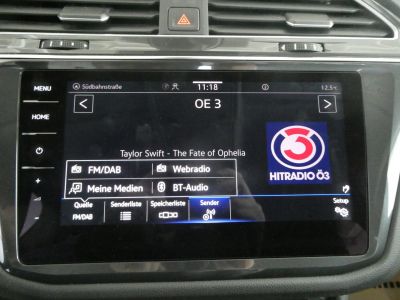 MENU
Südbahnstraße
11:18
12.5°C
HOME
OE 3
3
Taylor Swift - The Fate of Ophelia
HITRADIO Ö3
FM/DAB
Webradio
Meine Medien
BT-Audio
Quelle
Senderliste
Speicherliste
Sender
Setup
FM/DAB